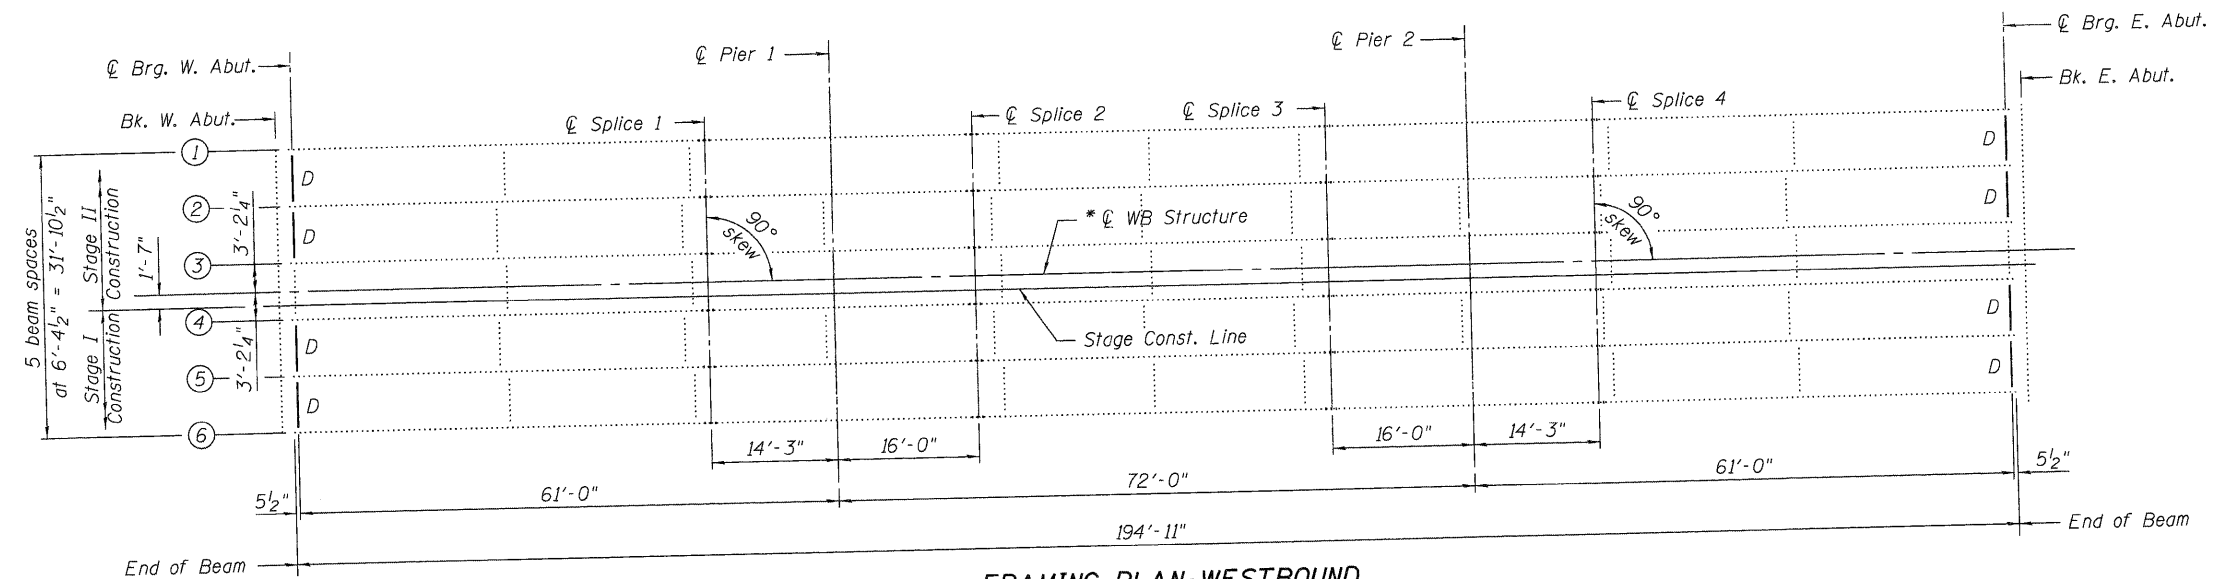 ℄ Brg. E. Abut.
℄ Pier 2
℄ Pier 1
℄ Brg. W. Abut.
Bk. E. Abut.
Bk. W. Abut.
℄ Splice 1
℄ Splice 2
℄ Splice 3
℄ Splice 4
1
2
3
4
5
6
D
D
D
D
D
D
D
D
5 beam spaces
at 6'-4½" = 31'-10½"
Stage II
Construction
Stage I
Construction
1'-7"
3'-2¼"
3'-2¼"
90°
skew
90°
skew
* ℄ WB Structure
Stage Const. Line
14'-3"
16'-0"
16'-0"
14'-3"
5½"
61'-0"
72'-0"
61'-0"
5½"
194'-11"
End of Beam
End of Beam
FRAMING PLAN-WESTBOUND